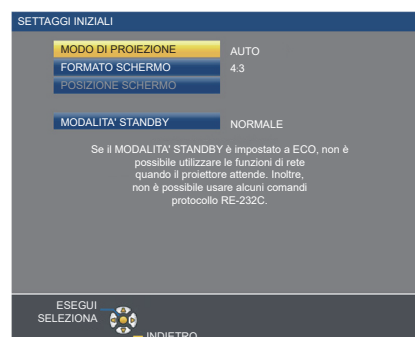 SETTAGGI INIZIALI
MODO DI PROIEZIONE AUTO
FORMATO SCHERMO 4.3
POSIZIONE SCHERMO
MODALITA' STANDBY NORMALE
Se il MODALITA' STANDBY è impostato a ECO, non è
possibile utilizzare le funzioni di rete
quando il proiettore attende. Inoltre,
non è possibile usare alcuni comandi
protocollo RE-232C.
ESEGUI
SELEZIONA
INDIETRO